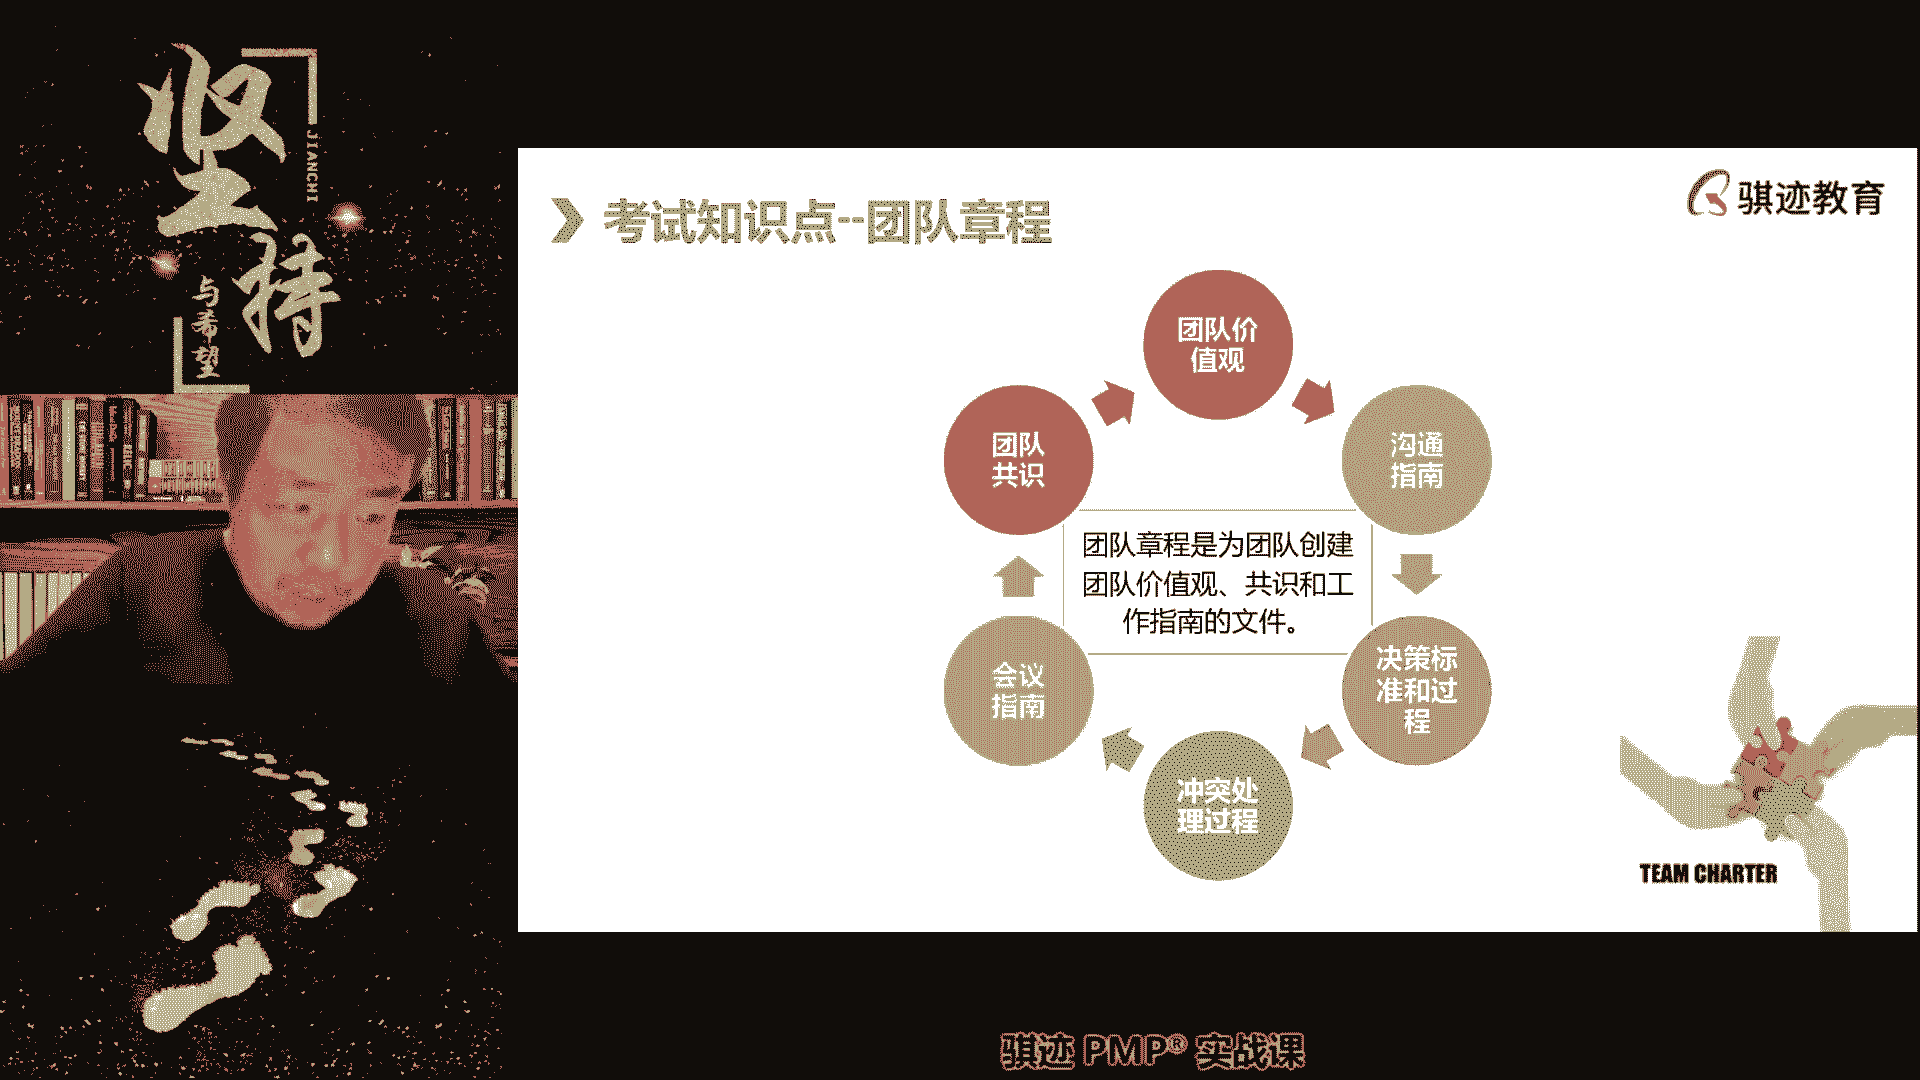 坚持
JIANCHI
与希望
考试知识点--团队章程
骐迹教育
团队价
值观
团队
共识
沟通
指南
团队章程是为团队创建
团队价值观、共识和工
作指南的文件。
会议
指南
决策标
准和过
程
冲突处
理过程
TEAM CHARTER
骐迹 PMP® 实战课